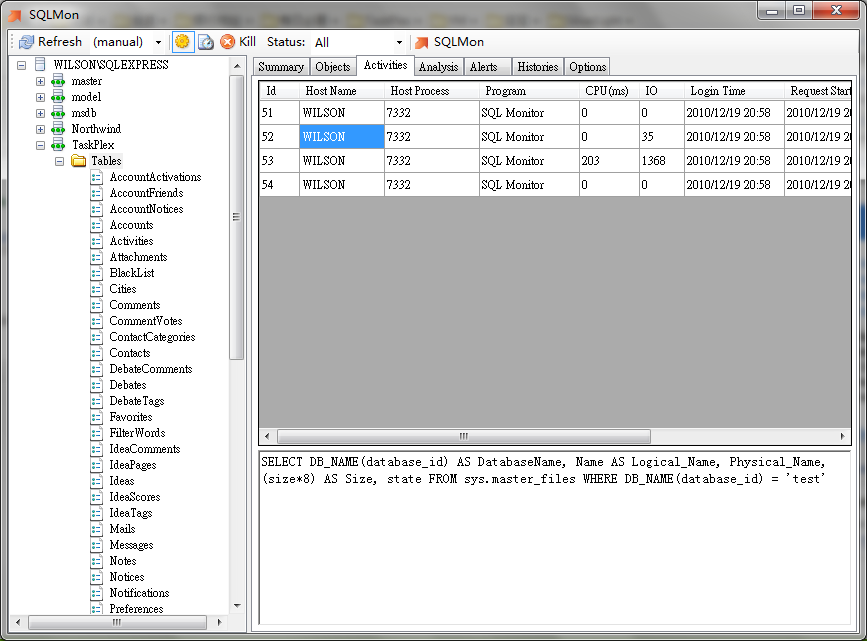 SQLMon
Refresh (manual) Kill Status: All SQLMon
WILSON\SQLEXPRESS
master
model
msdb
Northwind
TaskPlex
Tables
AccountActivations
AccountFriends
AccountNotices
Accounts
Activities
Attachments
BlackList
Cities
Comments
CommentVotes
ContactCategories
Contacts
DebateComments
Debates
DebateTags
Favorites
FilterWords
IdeaComments
IdeaPages
Ideas
IdeaScores
IdeaTags
Mails
Messages
Notes
Notices
Notifications
Preferences
Summary Objects Activities Analysis Alerts Histories Options
Id Host Name Host Process Program CPU(ms) IO Login Time Request Start
51 WILSON 7332 SQL Monitor 0 0 2010/12/19 20:58 2010/12/19 20
52 WILSON 7332 SQL Monitor 0 35 2010/12/19 20:58 2010/12/19 20
53 WILSON 7332 SQL Monitor 203 1368 2010/12/19 20:58 2010/12/19 20
54 WILSON 7332 SQL Monitor 0 0 2010/12/19 20:58 2010/12/19 20
SELECT DB_NAME(database_id) AS DatabaseName, Name AS Logical_Name, Physical_Name,
(size*8) AS Size, state FROM sys.master_files WHERE DB_NAME(database_id) = 'test'